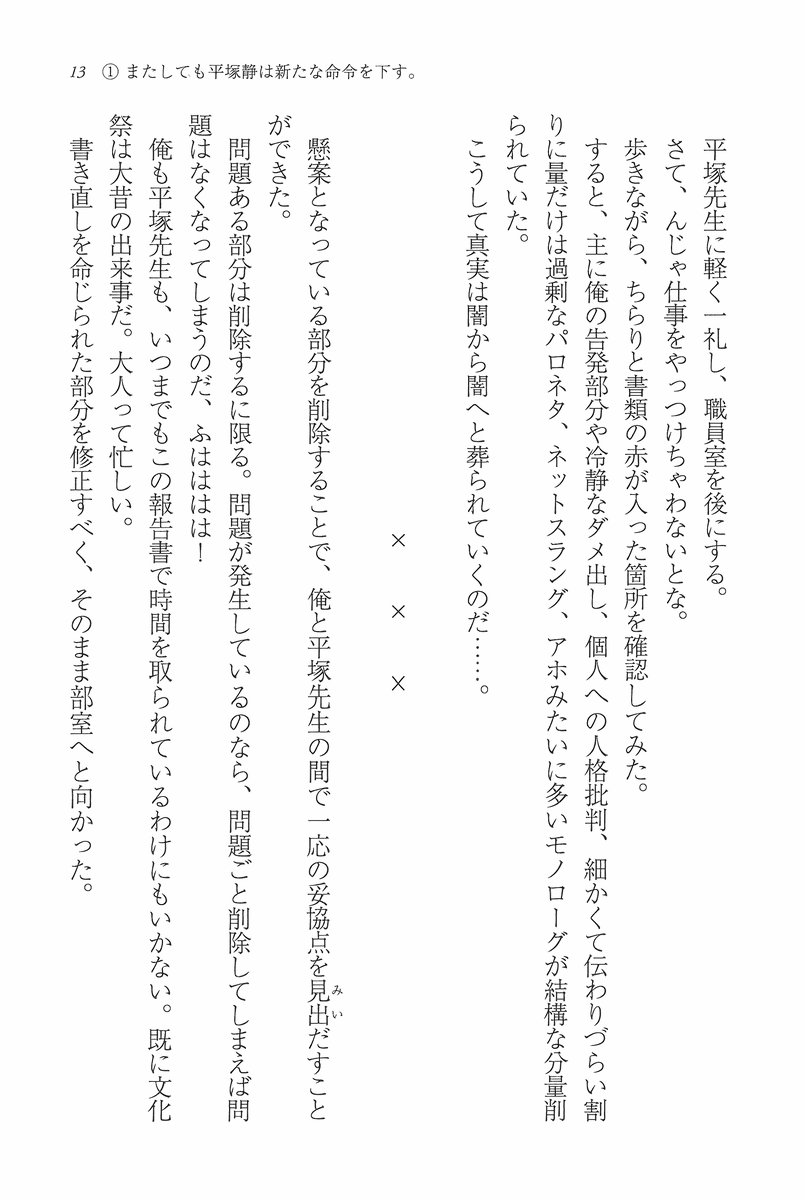 13 ① またしても平塚静は新たな命令を下す。
平塚先生に軽く一礼し、職員室を後にする。
さて、んじゃ仕事をやっつけちゃわないとな。
歩きながら、ちらりと書類の赤が入った箇所を確認してみた。
すると、主に俺の告発部分や冷静なダメ出し、個人への人格批判、細かくて伝わりづらい割
りに量だけは過剰なパロネタ、ネットスラング、アホみたいに多いモノローグが結構な分量削
られていた。
こうして真実は闇から闇へと葬られていくのだ……。
× × ×
懸案となっている部分を削除することで、俺と平塚先生の間で一応の妥協点を見出だすこと
みい
ができた。
問題ある部分は削除するに限る。問題が発生しているのなら、問題ごと削除してしまえば問
題はなくなってしまうのだ、ふはははは！
俺も平塚先生も、いつまでもこの報告書で時間を取られているわけにもいかない。既に文化
祭は大昔の出来事だ。大人って忙しい。
書き直しを命じられた部分を修正すべく、そのまま部室へと向かった。